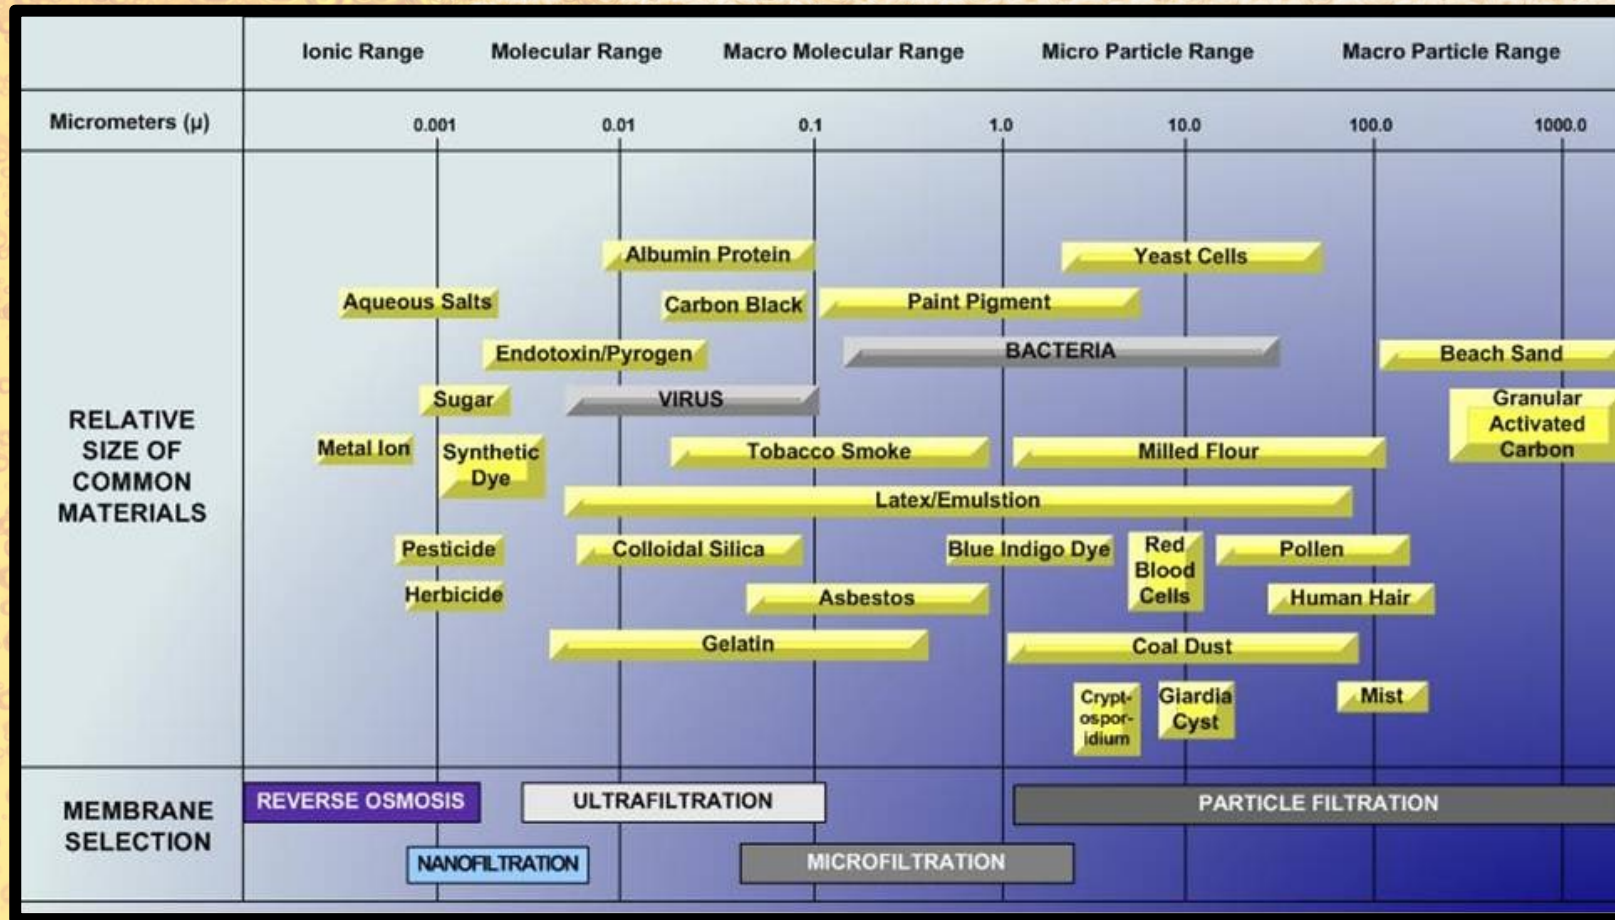 Ionic Range Molecular Range Macro Molecular Range Micro Particle Range Macro Particle Range
Micrometers (µ) 0.001 0.01 0.1 1.0 10.0 100.0 1000.0
RELATIVE
SIZE OF
COMMON
MATERIALS
Albumin Protein Yeast Cells
Aqueous Salts Carbon Black Paint Pigment
Endotoxin/Pyrogen BACTERIA Beach Sand
Sugar VIRUS
Granular
Activated
Carbon
Metal Ion
Synthetic
Dye
Tobacco Smoke Milled Flour
Latex/Emulstion
Pesticide Colloidal Silica Blue Indigo Dye
Red
Blood
Cells
Pollen
Herbicide Asbestos Human Hair
Gelatin Coal Dust
Crypt-
ospor-
idium
Giardia
Cyst
Mist
MEMBRANE
SELECTION
REVERSE OSMOSIS ULTRAFILTRATION PARTICLE FILTRATION
NANOFILTRATION MICROFILTRATION